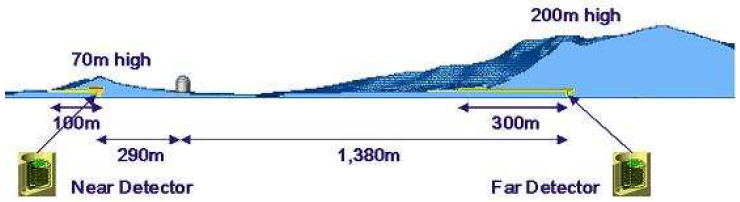 200m high
70m high
100m
300m
290m
1,380m
Near Detector
Far Detector